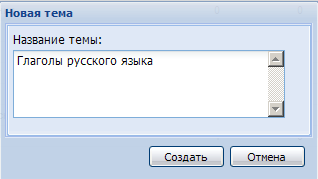 Новая тема
Название темы:
Глаголы русского языка
Создать Отмена